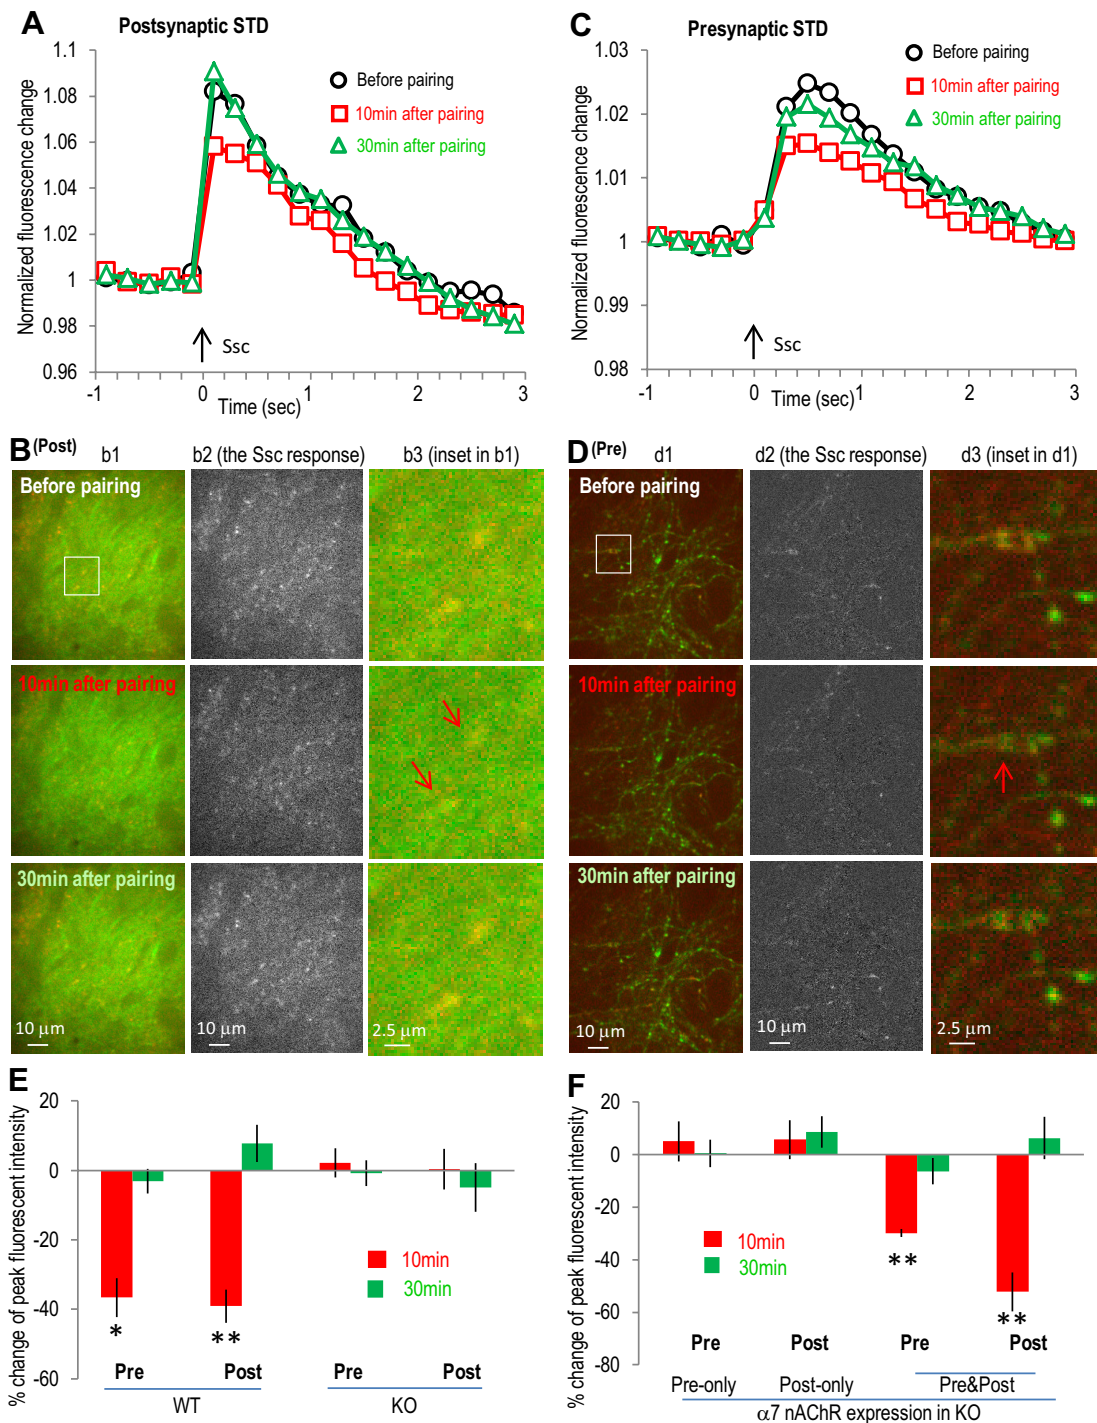 A
Postsynaptic STD
Normalized fluorescence change
1.1
1.08
1.06
1.04
1.02
1
0.98
0.96
Before pairing
10min after pairing
30min after pairing
Ssc
-1
0
1
2
3
Time (sec)
C
Presynaptic STD
Normalized fluorescence change
1.03
1.02
1.01
1
0.99
0.98
Before pairing
10min after pairing
30min after pairing
Ssc
-1
0
1
2
3
Time (sec)
B (Post)
b1
b2 (the Ssc response)
b3 (inset in b1)
Before pairing
10min after pairing
30min after pairing
10 μm
10 μm
2.5 μm
D (Pre)
d1
d2 (the Ssc response)
d3 (inset in d1)
Before pairing
10min after pairing
30min after pairing
10 μm
10 μm
2.5 μm
E
% change of peak fluorescent intensity
20
0
-20
-40
-60
10min
30min
*
**
Pre
Post
Pre
Post
WT
KO
F
% change of peak fluorescent intensity
20
0
-20
-40
-60
-80
10min
30min
**
**
Pre
Post
Pre
Post
Pre-only
Post-only
Pre&Post
α7 nAChR expression in KO